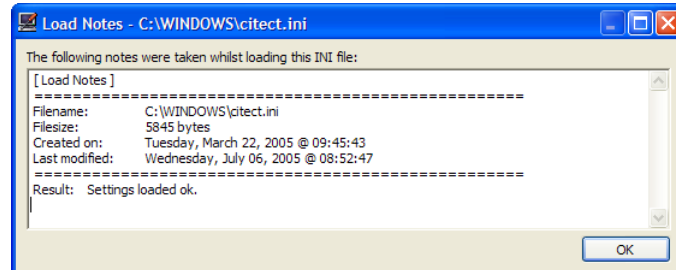 Load Notes - C:\WINDOWS\citect.ini
The following notes were taken whilst loading this INI file:
[ Load Notes ]
====================================================
Filename: C:\WINDOWS\citect.ini
Filesize: 5845 bytes
Created on: Tuesday, March 22, 2005 @ 09:45:43
Last modified: Wednesday, July 06, 2005 @ 08:52:47
====================================================
Result: Settings loaded ok.
OK